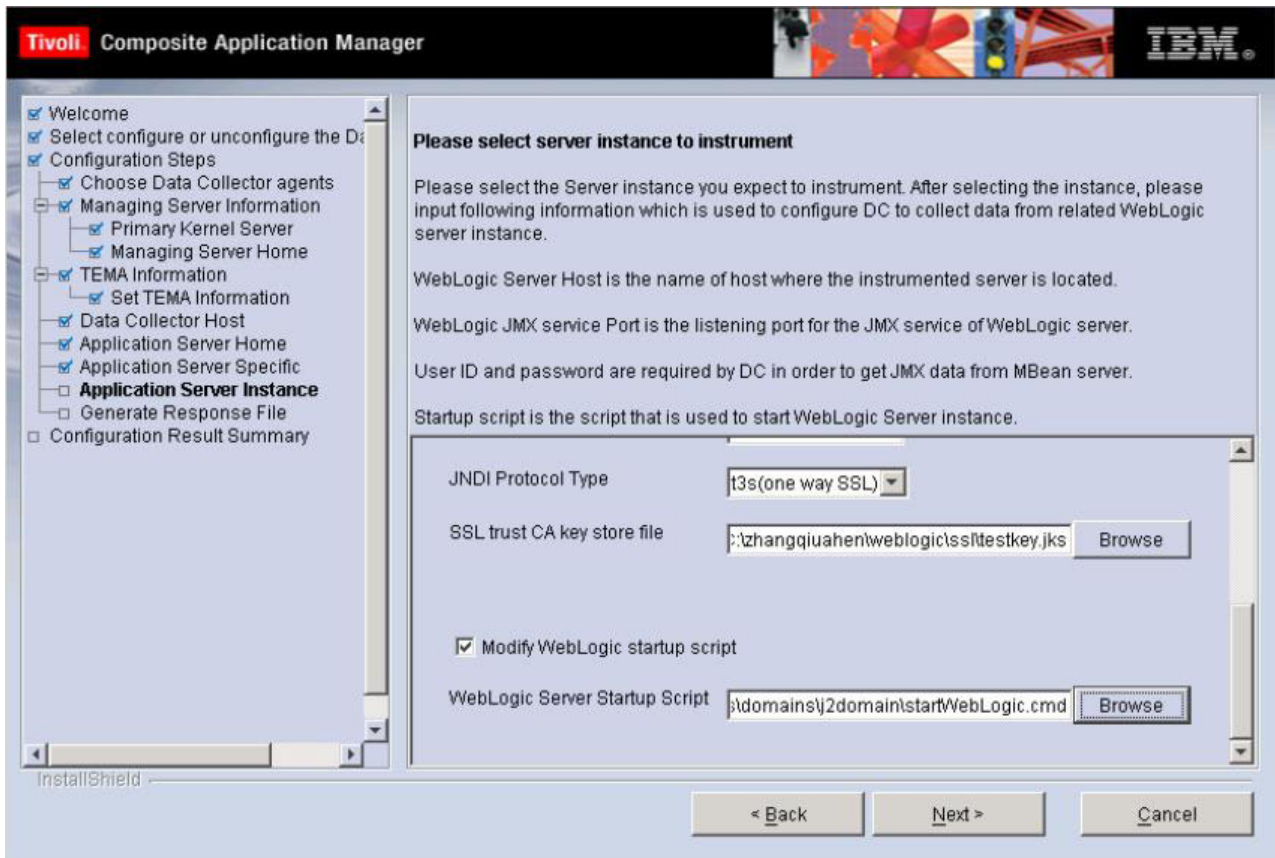 Tivoli. Composite Application Manager
IBM®
Welcome
Select configure or unconfigure the Da
Configuration Steps
Choose Data Collector agents
Managing Server Information
Primary Kernel Server
Managing Server Home
TEMA Information
Set TEMA Information
Data Collector Host
Application Server Home
Application Server Specific
Application Server Instance
Generate Response File
Configuration Result Summary
Please select server instance to instrument
Please select the Server instance you expect to instrument. After selecting the instance, please
input following information which is used to configure DC to collect data from related WebLogic
server instance.
WebLogic Server Host is the name of host where the instrumented server is located.
WebLogic JMX service Port is the listening port for the JMX service of WebLogic server.
User ID and password are required by DC in order to get JMX data from MBean server.
Startup script is the script that is used to start WebLogic Server instance.
JNDI Protocol Type t3s(one way SSL)
SSL trust CA key store file :\zhangqiuahen\weblogic\ssl\testkey.jks Browse
Modify WebLogic startup script
WebLogic Server Startup Script s\domains\j2domain\startWebLogic.cmd Browse
InstallShield
< Back Next > Cancel